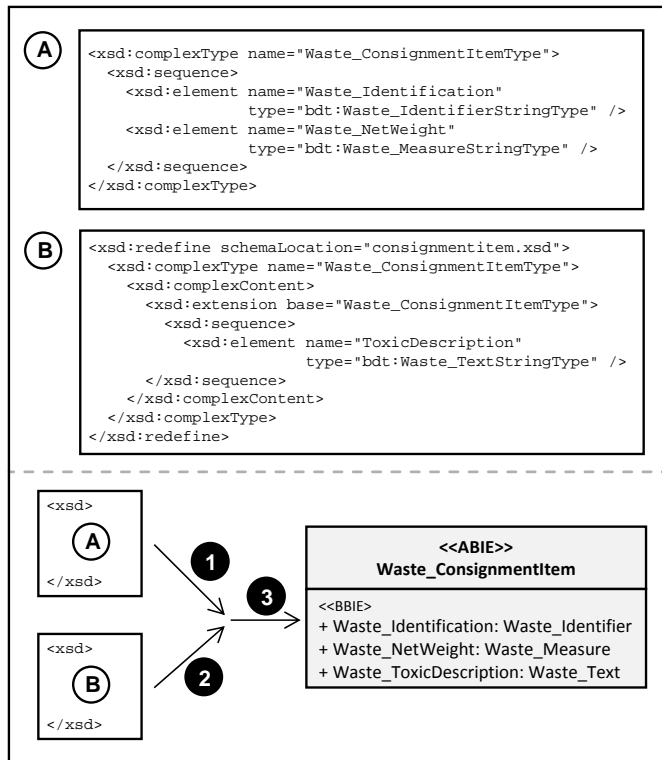 A
<xsd:complexType name="Waste_ConsignmentItemType">
  <xsd:sequence>
    <xsd:element name="Waste_Identification"
                 type="bdt:Waste_IdentifierStringType" />
    <xsd:element name="Waste_NetWeight"
                 type="bdt:Waste_MeasureStringType" />
  </xsd:sequence>
</xsd:complexType>
B
<xsd:redefine schemaLocation="consignmentitem.xsd">
  <xsd:complexType name="Waste_ConsignmentItemType">
    <xsd:complexContent>
      <xsd:extension base="Waste_ConsignmentItemType">
        <xsd:sequence>
          <xsd:element name="ToxicDescription"
                       type="bdt:Waste_TextStringType" />
      </xsd:sequence>
    </xsd:complexContent>
  </xsd:complexType>
</xsd:redefine>
<xsd>
A
</xsd>
<xsd>
B
</xsd>
1
2
3
<<ABIE>>
Waste_ConsignmentItem
<<BBIE>
+ Waste_Identification: Waste_Identifier
+ Waste_NetWeight: Waste_Measure
+ Waste_ToxicDescription: Waste_Text